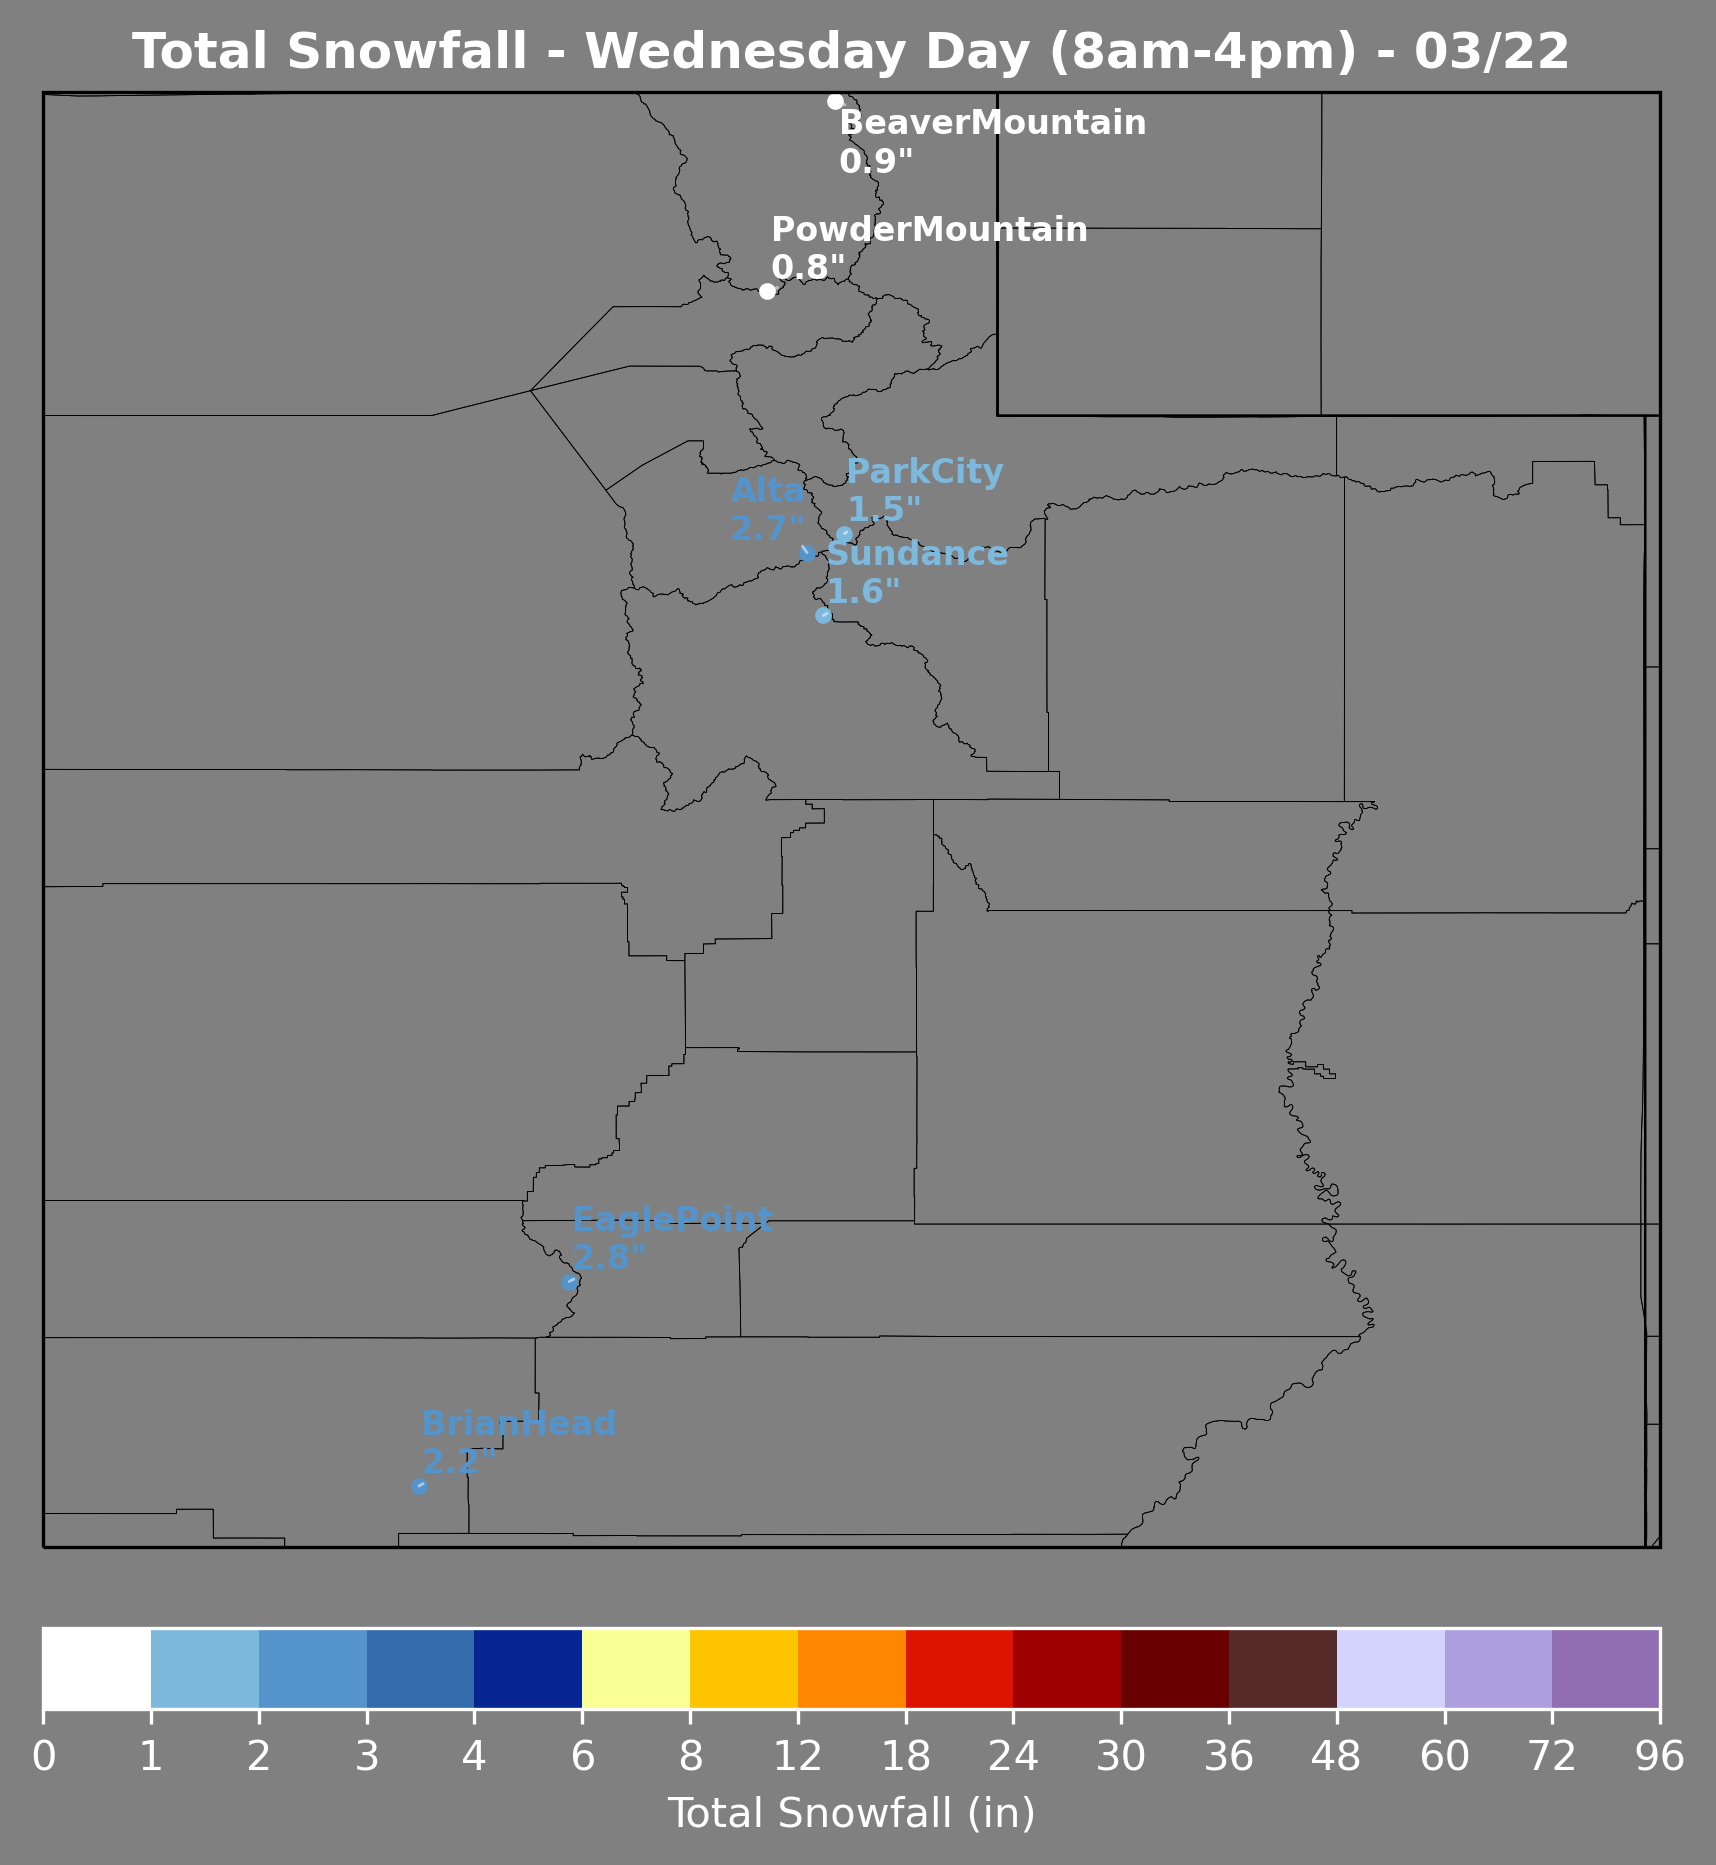 Total Snowfall - Wednesday Day (8am-4pm) - 03/22
BeaverMountain
0.9"
PowderMountain
0.8"
ParkCity
1.5"
Alta
2.7"
Sundance
1.6"
EaglePoint
2.8"
BrianHead
2.2"
0 1 2 3 4 6 8 12 18 24 30 36 48 60 72 96
Total Snowfall (in)